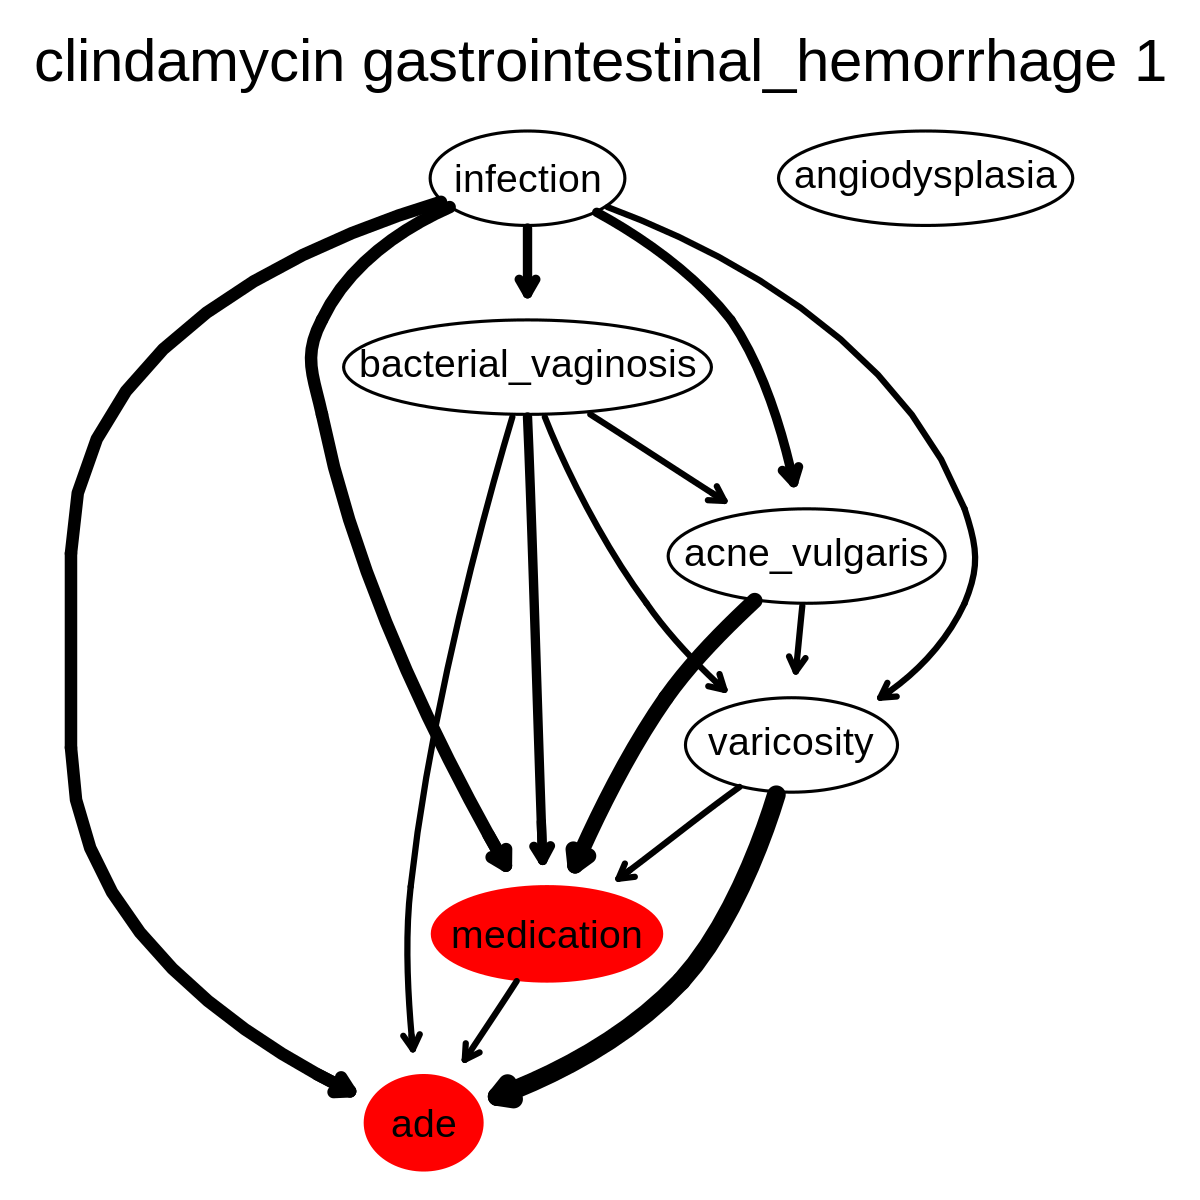 clindamycin gastrointestinal_hemorrhage 1
infection
angiodysplasia
bacterial_vaginosis
acne_vulgaris
varicosity
medication
ade